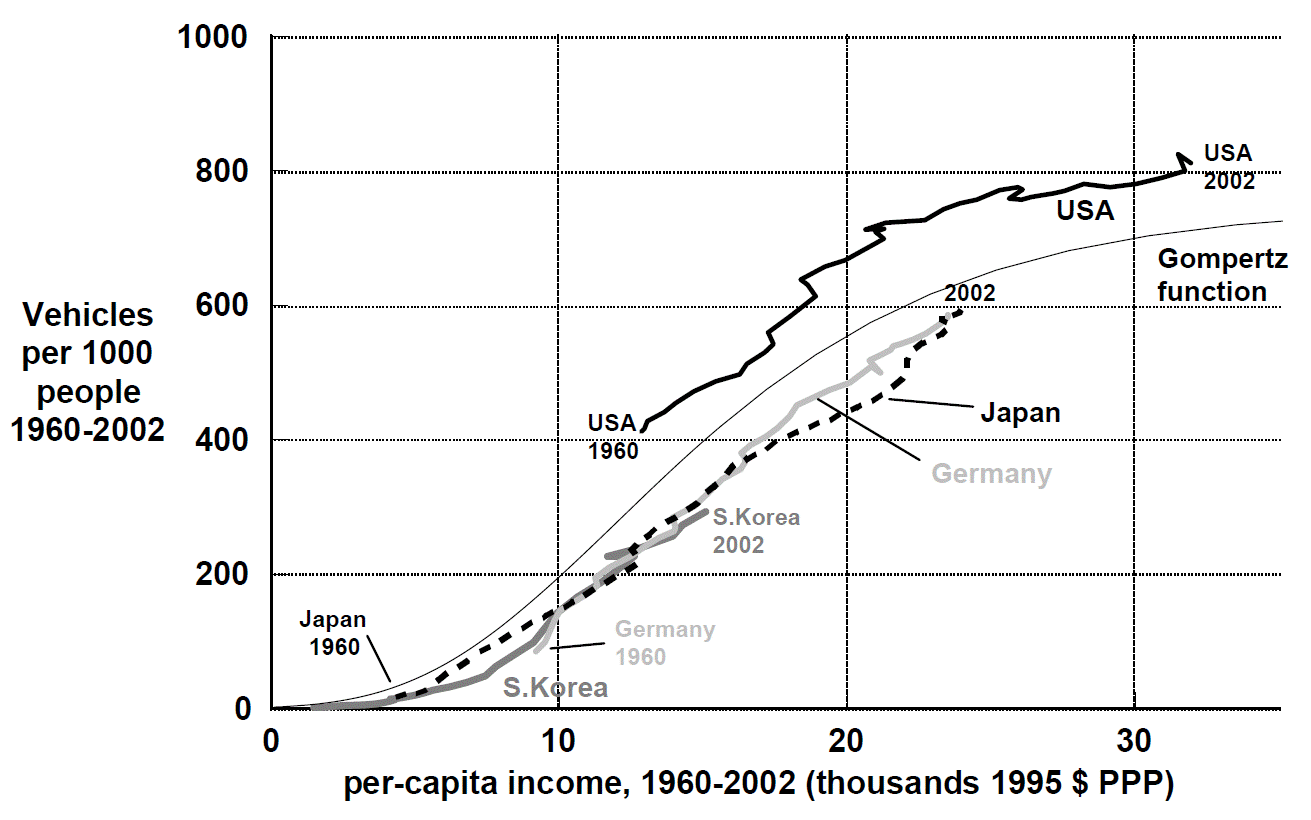 1000
800
600
400
200
0
Vehicles
per 1000
people
1960-2002
USA
2002
USA
Gompertz
function
2002
USA
1960
Japan
Germany
S.Korea
2002
Japan
1960
Germany
1960
S.Korea
0 10 20 30
per-capita income, 1960-2002 (thousands 1995 $ PPP)